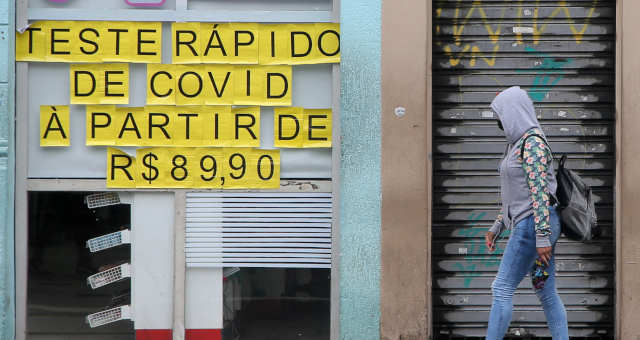 TESTE RÁPIDO
DE COVID
À PARTIR DE
R$89,90